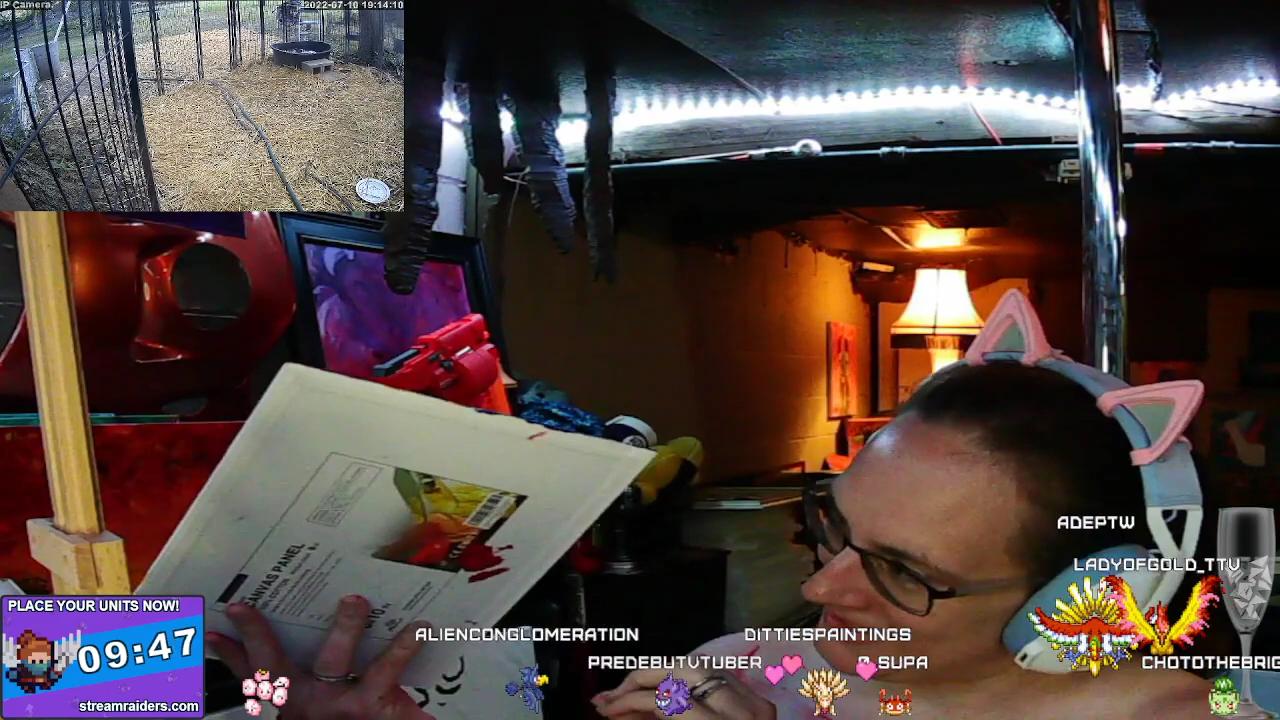 IP Camera
2022-07-10 19:14:10
CANVAS PANEL
ADEPTW
LADYOFGOLD_TTV
PLACE YOUR UNITS NOW!
09:47
streamraiders.com
ALIENCONGLOMERATION
DITTIESPAINTINGS
PREDEBUTVTUBER
SUPA
CHOTOTHEBRIG